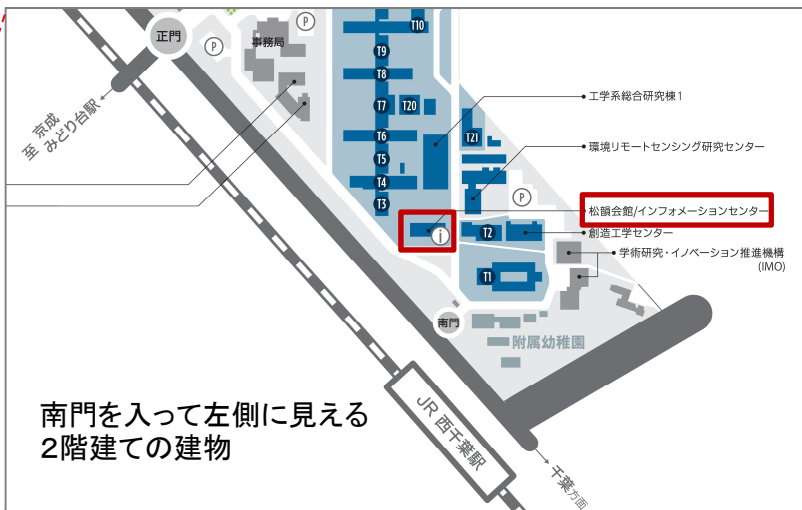 正門
P
事務局
P
T10
T9
T8
T7
T20
T6
T5
T4
T3
T21
工学系総合研究棟1
環境リモートセンシング研究センター
P
松韻会館/インフォメーションセンター
i
T2
創造工学センター
学術研究・イノベーション推進機構
(IMO)
T1
南門
附属幼稚園
至 京成
みどり台駅
南門を入って左側に見える
2階建ての建物
JR 西千葉駅
千葉方面